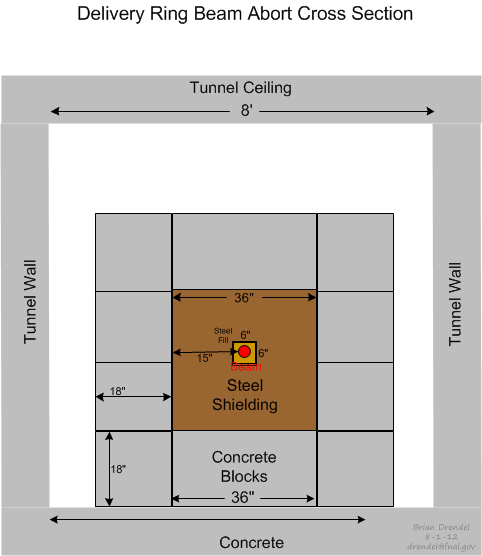 Delivery Ring Beam Abort Cross Section
Tunnel Ceiling
8'
Tunnel Wall
Tunnel Wall
36"
Steel
Fill
6"
6"
15"
Beam
Steel
Shielding
18"
18"
Concrete
Blocks
36"
Concrete
Brian Drendel
8-1-12
drendel@fnal.gov